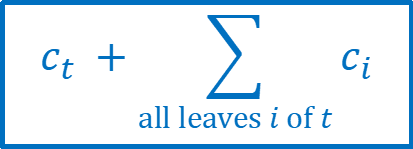 c_t + ∑ c_i
all leaves i of t